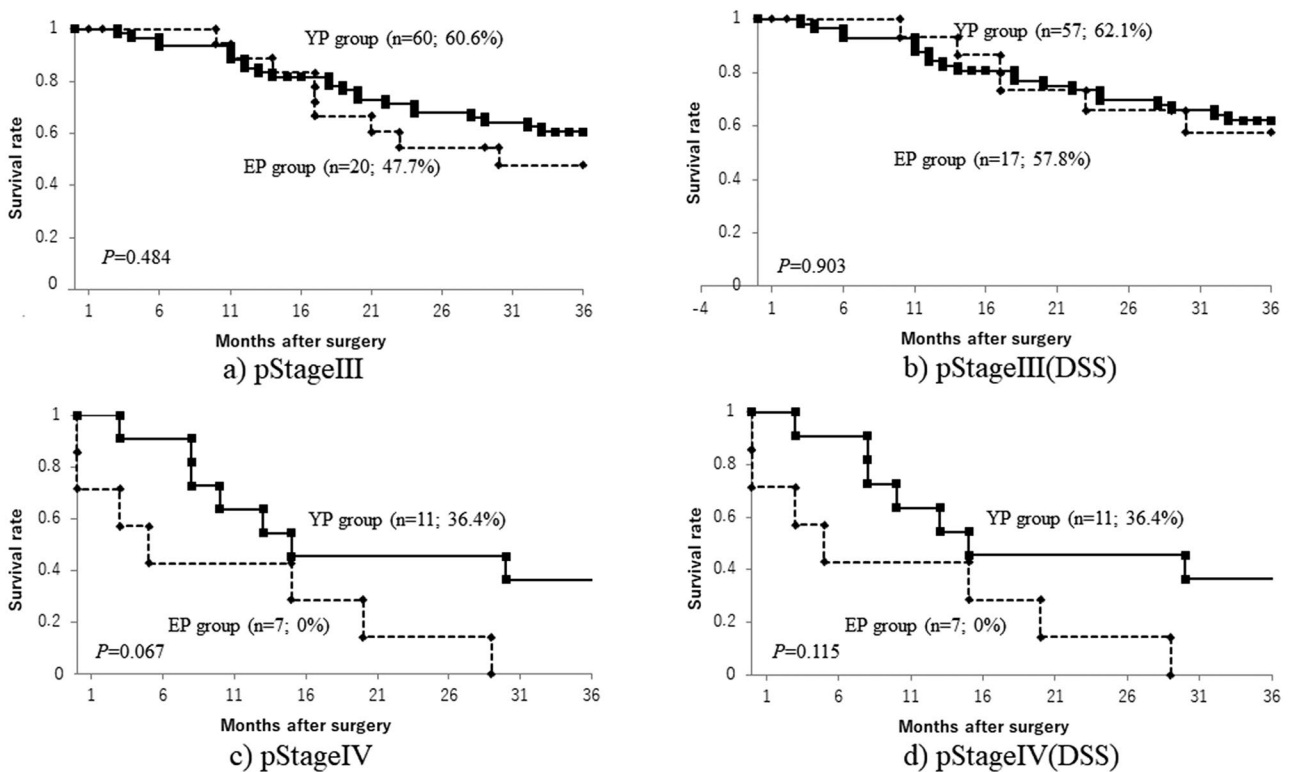 1
0.8
0.6
0.4
0.2
0
Survival rate
YP group (n=60; 60.6%)
EP group (n=20; 47.7%)
P=0.484
1 6 11 16 21 26 31 36
Months after surgery
a) pStageIII
1
0.8
0.6
0.4
0.2
0
Survival rate
YP group (n=57; 62.1%)
EP group (n=17; 57.8%)
P=0.903
-4 1 6 11 16 21 26 31 36
Months after surgery
b) pStageIII(DSS)
1
0.8
0.6
0.4
0.2
0
Survival rate
YP group (n=11; 36.4%)
EP group (n=7; 0%)
P=0.067
1 6 11 16 21 26 31 36
Months after surgery
c) pStageIV
1
0.8
0.6
0.4
0.2
0
Survival rate
YP group (n=11; 36.4%)
EP group (n=7; 0%)
P=0.115
1 6 11 16 21 26 31 36
Months after surgery
d) pStageIV(DSS)